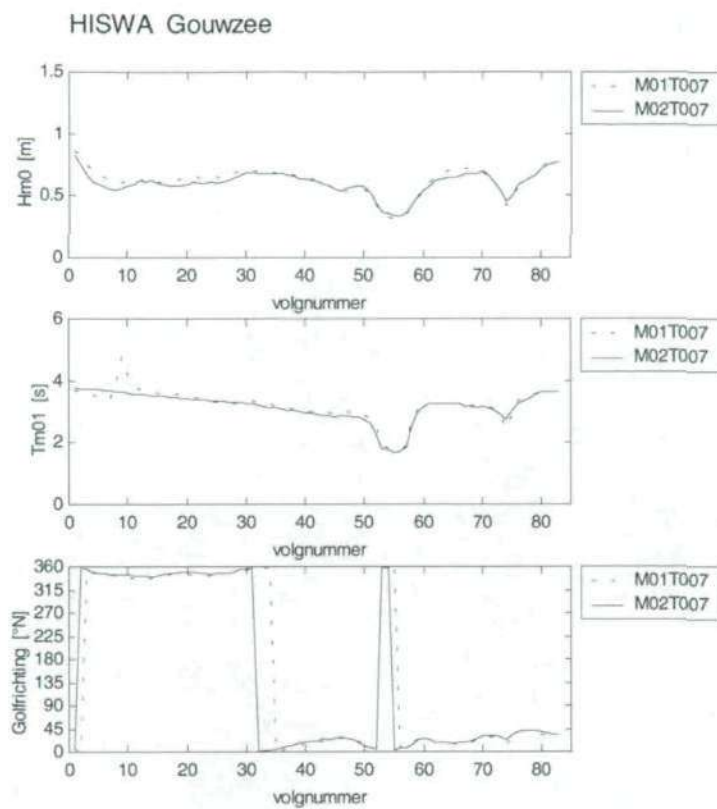 HISWA Gouwzee
1.5
1
0.5
0
Hm0 [m]
0 10 20 30 40 50 60 70 80
volgnummer
M01T007
M02T007
6
4
2
0
Tm01 [s]
0 10 20 30 40 50 60 70 80
volgnummer
M01T007
M02T007
360
315
270
225
180
135
90
45
0
Golfrichting [°N]
0 10 20 30 40 50 60 70 80
volgnummer
M01T007
M02T007